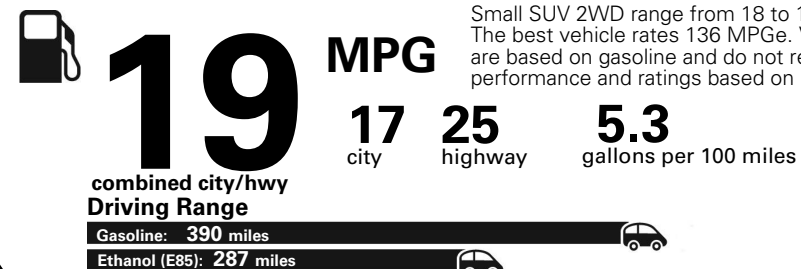 Small SUV 2WD range from 18 to
The best vehicle rates 136 MPGe.
are based on gasoline and do not
performance and ratings based on
19 MPG
17 25 5.3
city highway gallons per 100 miles
combined city/hwy
Driving Range
Gasoline: 390 miles
Ethanol (E85): 287 miles